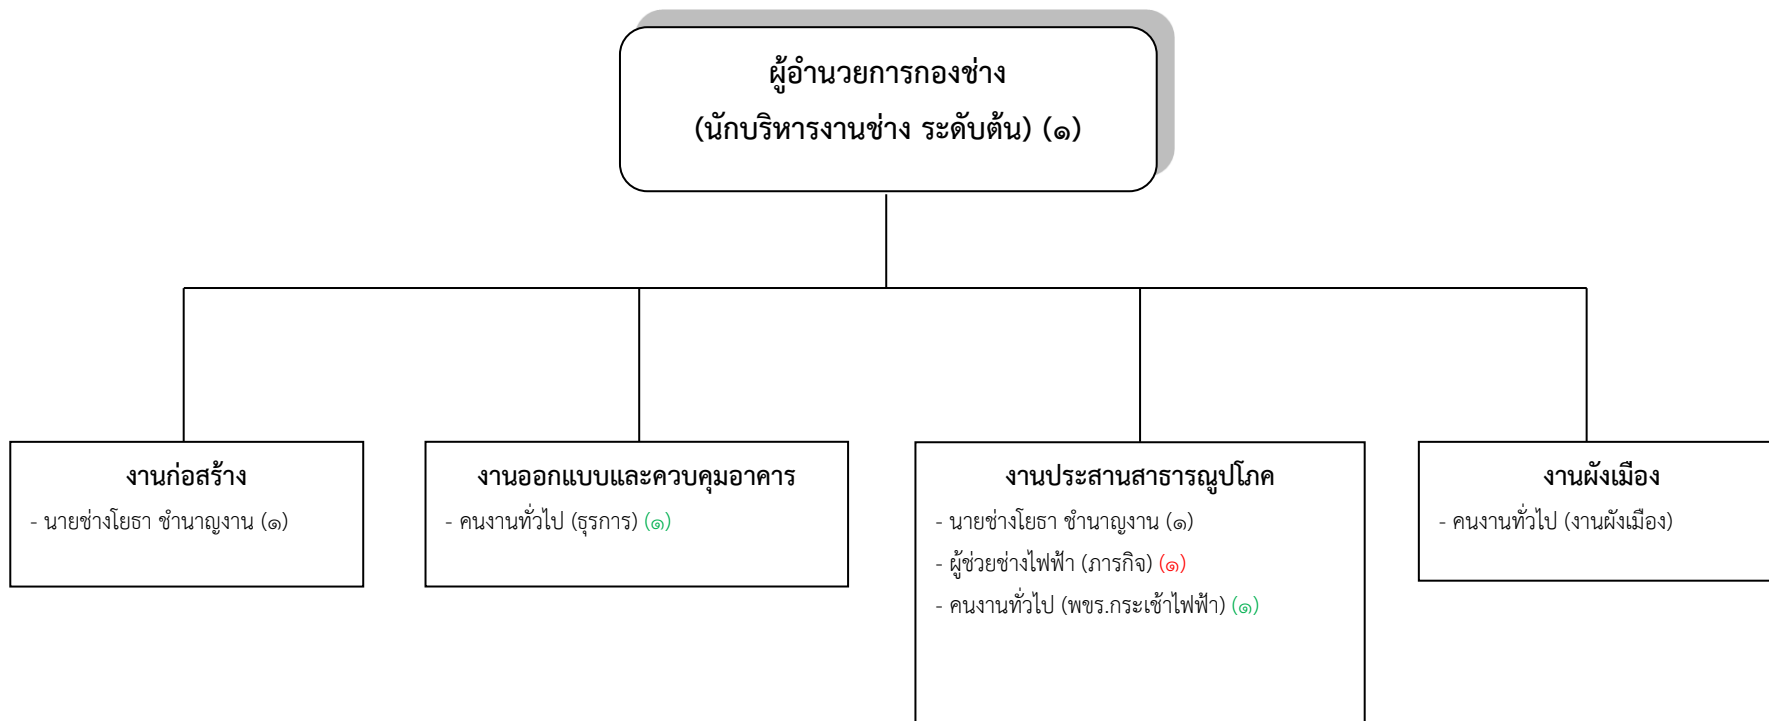 ผู้อำนวยการกองช่าง
(นักบริหารงานช่าง ระดับต้น) (๑)
งานก่อสร้าง
- นายช่างโยธา ชำนาญงาน (๑)
งานออกแบบและควบคุมอาคาร
- คนงานทั่วไป (ธุรการ) (๑)
งานประสานสาธารณูปโภค
- นายช่างโยธา ชำนาญงาน (๑)
- ผู้ช่วยช่างไฟฟ้า (ภารกิจ) (๑)
- คนงานทั่วไป (พขร.กระเช้าไฟฟ้า) (๑)
งานผังเมือง
- คนงานทั่วไป (งานผังเมือง)